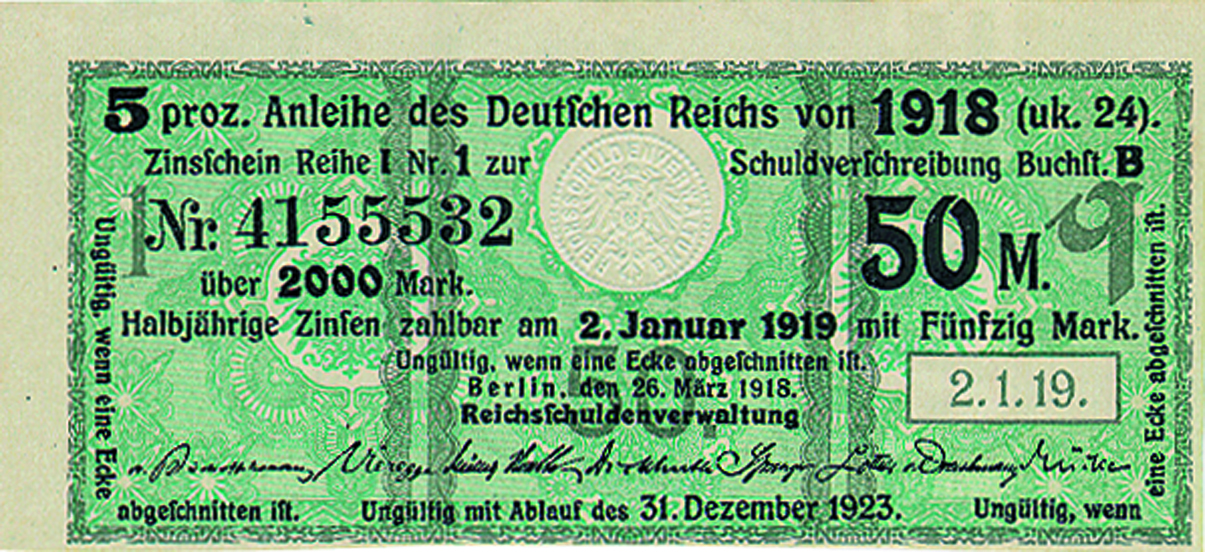 5 proz. Anleihe des Deutſchen Reichs von 1918 (uk. 24).
Zinsſchein Reihe I Nr. 1 zur Schuldverſchreibung Buchſt. B
Nr. 4155532
50 M.
q
über 2000 Mark.
Halbjährige Zinſen zahlbar am 2. Januar 1919 mit Fünfzig Mark.
Ungültig, wenn eine Ecke abgeſchnitten iſt.
Berlin, den 26. März 1918.
2.1.19.
Reichsſchuldenverwaltung
abgeſchnitten iſt. Ungültig mit Ablauf des 31. Dezember 1923. Ungültig, wenn
Ungültig, wenn eine Ecke
eine Ecke abgeſchnitten iſt.